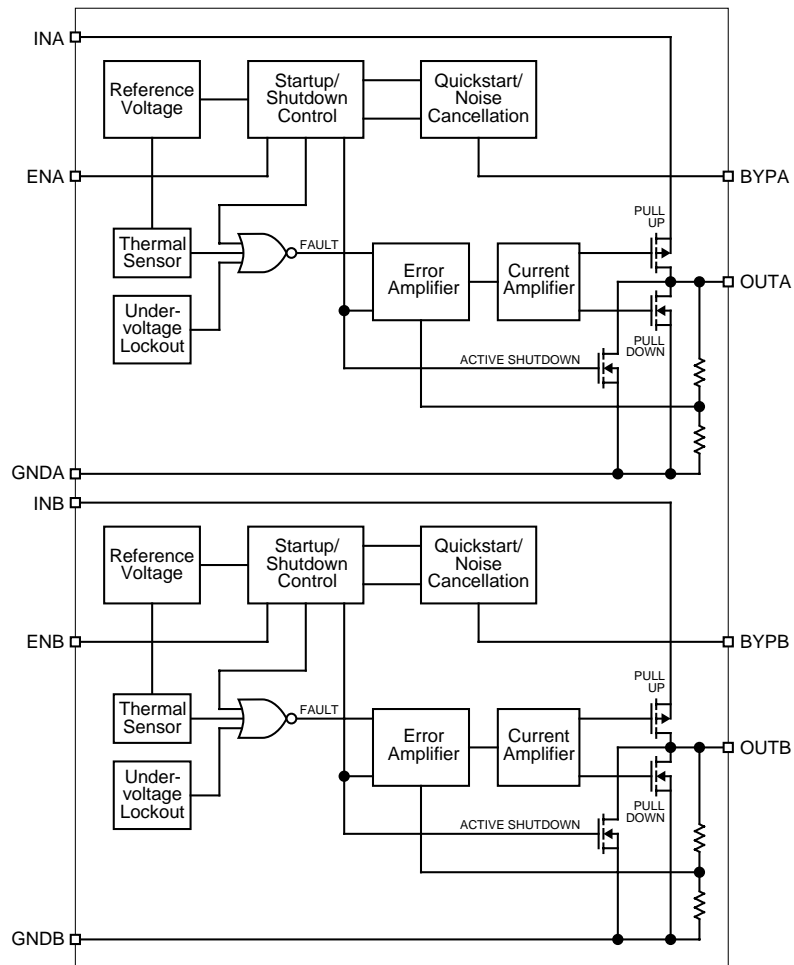 INA
Reference
Voltage
Startup/
Shutdown
Control
Quickstart/
Noise
Cancellation
ENA
BYPA
PULL
UP
Thermal
Sensor
FAULT
Error
Amplifier
Current
Amplifier
OUTA
Under-
voltage
Lockout
PULL
DOWN
ACTIVE SHUTDOWN
GNDA
INB
Reference
Voltage
Startup/
Shutdown
Control
Quickstart/
Noise
Cancellation
ENB
BYPB
PULL
UP
Thermal
Sensor
FAULT
Error
Amplifier
Current
Amplifier
OUTB
Under-
voltage
Lockout
PULL
DOWN
ACTIVE SHUTDOWN
GNDB